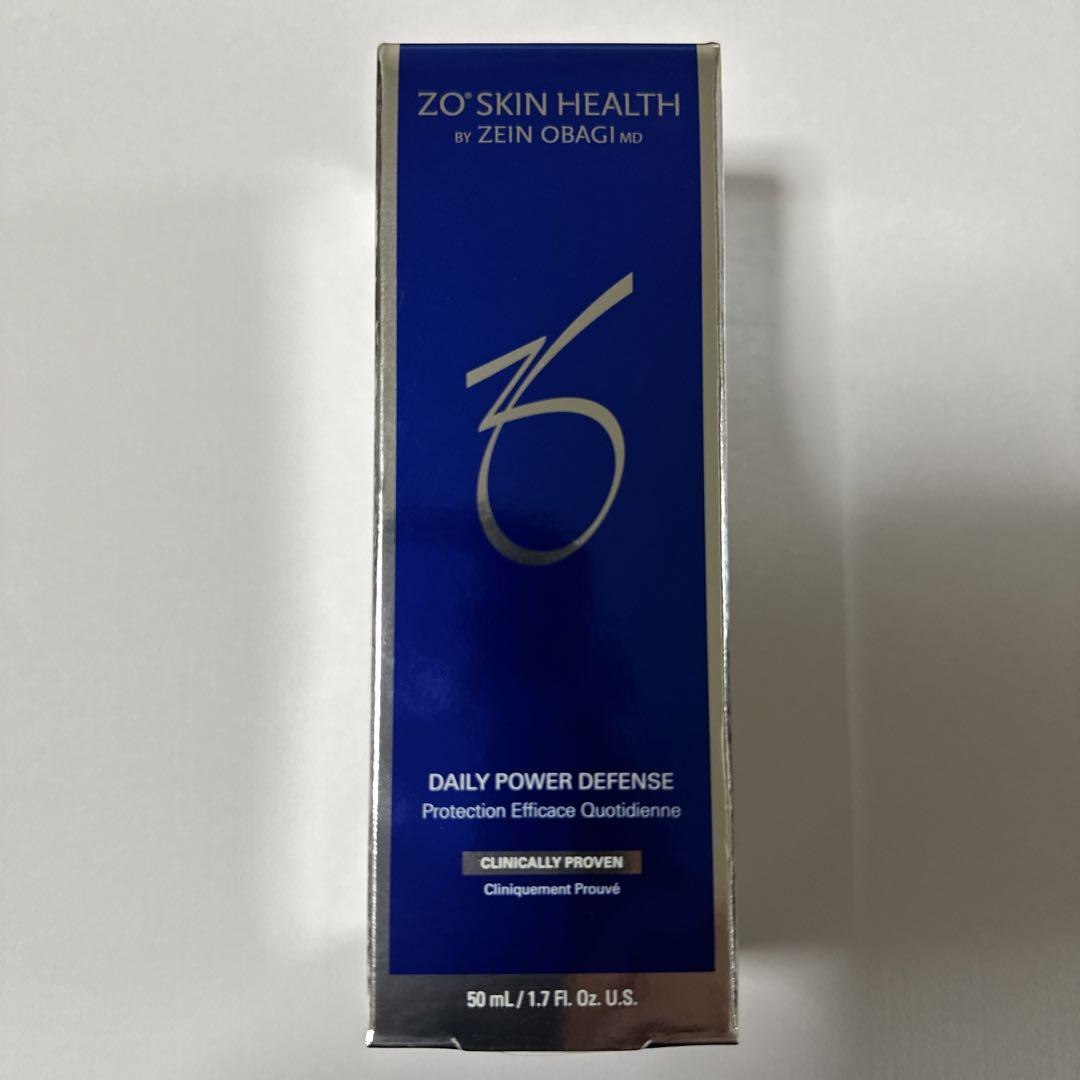 ZO® SKIN HEALTH
BY ZEIN OBAGI MD
ZO
DAILY POWER DEFENSE
Protection Efficace Quotidienne
CLINICALLY PROVEN
Cliniquement Prouvé
50 mL / 1.7 Fl. Oz. U.S.